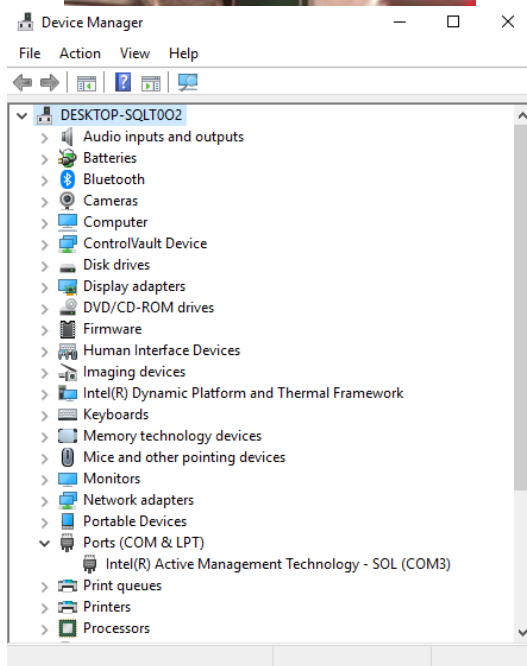 Device Manager
File Action View Help
DESKTOP-SQLT0O2
Audio inputs and outputs
Batteries
Bluetooth
Cameras
Computer
ControlVault Device
Disk drives
Display adapters
DVD/CD-ROM drives
Firmware
Human Interface Devices
Imaging devices
Intel(R) Dynamic Platform and Thermal Framework
Keyboards
Memory technology devices
Mice and other pointing devices
Monitors
Network adapters
Portable Devices
Ports (COM & LPT)
Intel(R) Active Management Technology - SOL (COM3)
Print queues
Printers
Processors